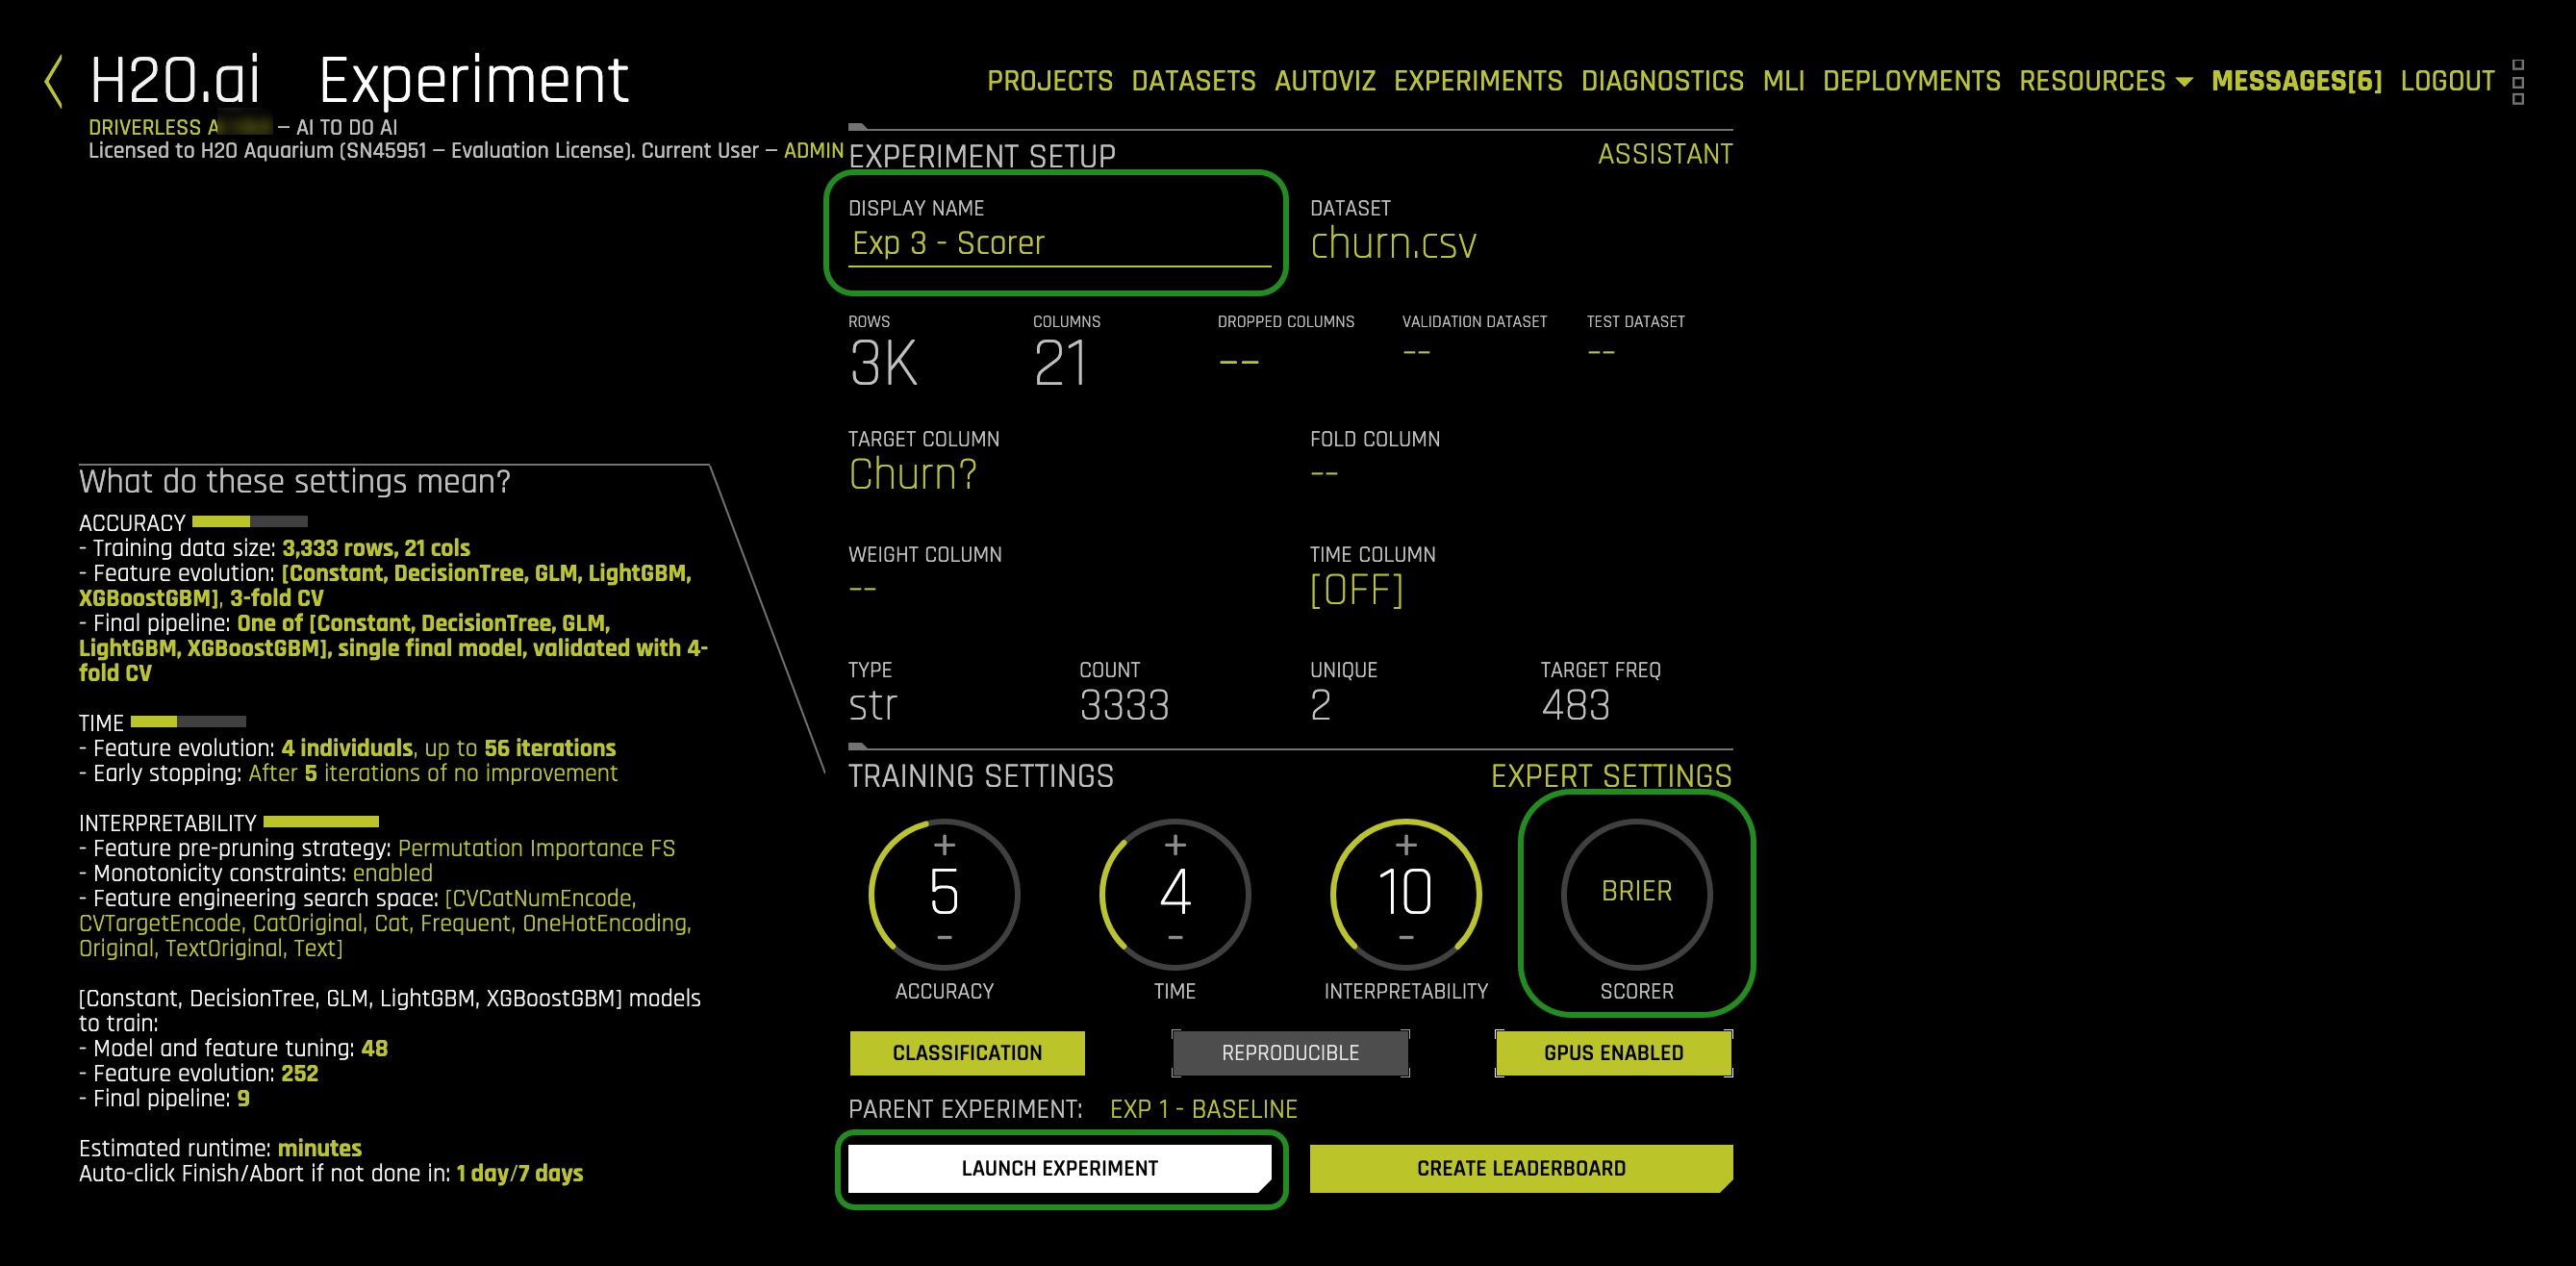 H2O.ai Experiment
DRIVERLESS — AI TO DO AI
Licensed to H2O Aquarium (SN45951 — Evaluation License). Current User — ADMIN
PROJECTS DATASETS AUTOVIZ EXPERIMENTS DIAGNOSTICS MLI DEPLOYMENTS RESOURCES MESSAGES[6] LOGOUT
What do these settings mean?
ACCURACY
- Training data size: 3,333 rows, 21 cols
- Feature evolution: [Constant, DecisionTree, GLM, LightGBM,
XGBoostGBM], 3-fold CV
- Final pipeline: One of [Constant, DecisionTree, GLM,
LightGBM, XGBoostGBM], single final model, validated with 4-
fold CV
TIME
- Feature evolution: 4 individuals, up to 56 iterations
- Early stopping: After 5 iterations of no improvement
INTERPRETABILITY
- Feature pre-pruning strategy: Permutation Importance FS
- Monotonicity constraints: enabled
- Feature engineering search space: [CVCatNumEncode,
CVTargetEncode, CatOriginal, Cat, Frequent, OneHotEncoding,
Original, TextOriginal, Text]
[Constant, DecisionTree, GLM, LightGBM, XGBoostGBM] models
to train:
- Model and feature tuning: 48
- Feature evolution: 252
- Final pipeline: 9
Estimated runtime: minutes
Auto-click Finish/Abort if not done in: 1 day/7 days
EXPERIMENT SETUP ASSISTANT
DISPLAY NAME DATASET
Exp 3 - Scorer churn.csv
ROWS COLUMNS DROPPED COLUMNS VALIDATION DATASET TEST DATASET
3K 21 -- -- --
TARGET COLUMN FOLD COLUMN
Churn? --
WEIGHT COLUMN TIME COLUMN
-- [OFF]
TYPE COUNT UNIQUE TARGET FREQ
str 3333 2 483
TRAINING SETTINGS EXPERT SETTINGS
+ + +
5 4 10 BRIER
- - -
ACCURACY TIME INTERPRETABILITY SCORER
CLASSIFICATION REPRODUCIBLE GPUS ENABLED
PARENT EXPERIMENT: EXP 1 - BASELINE
LAUNCH EXPERIMENT CREATE LEADERBOARD